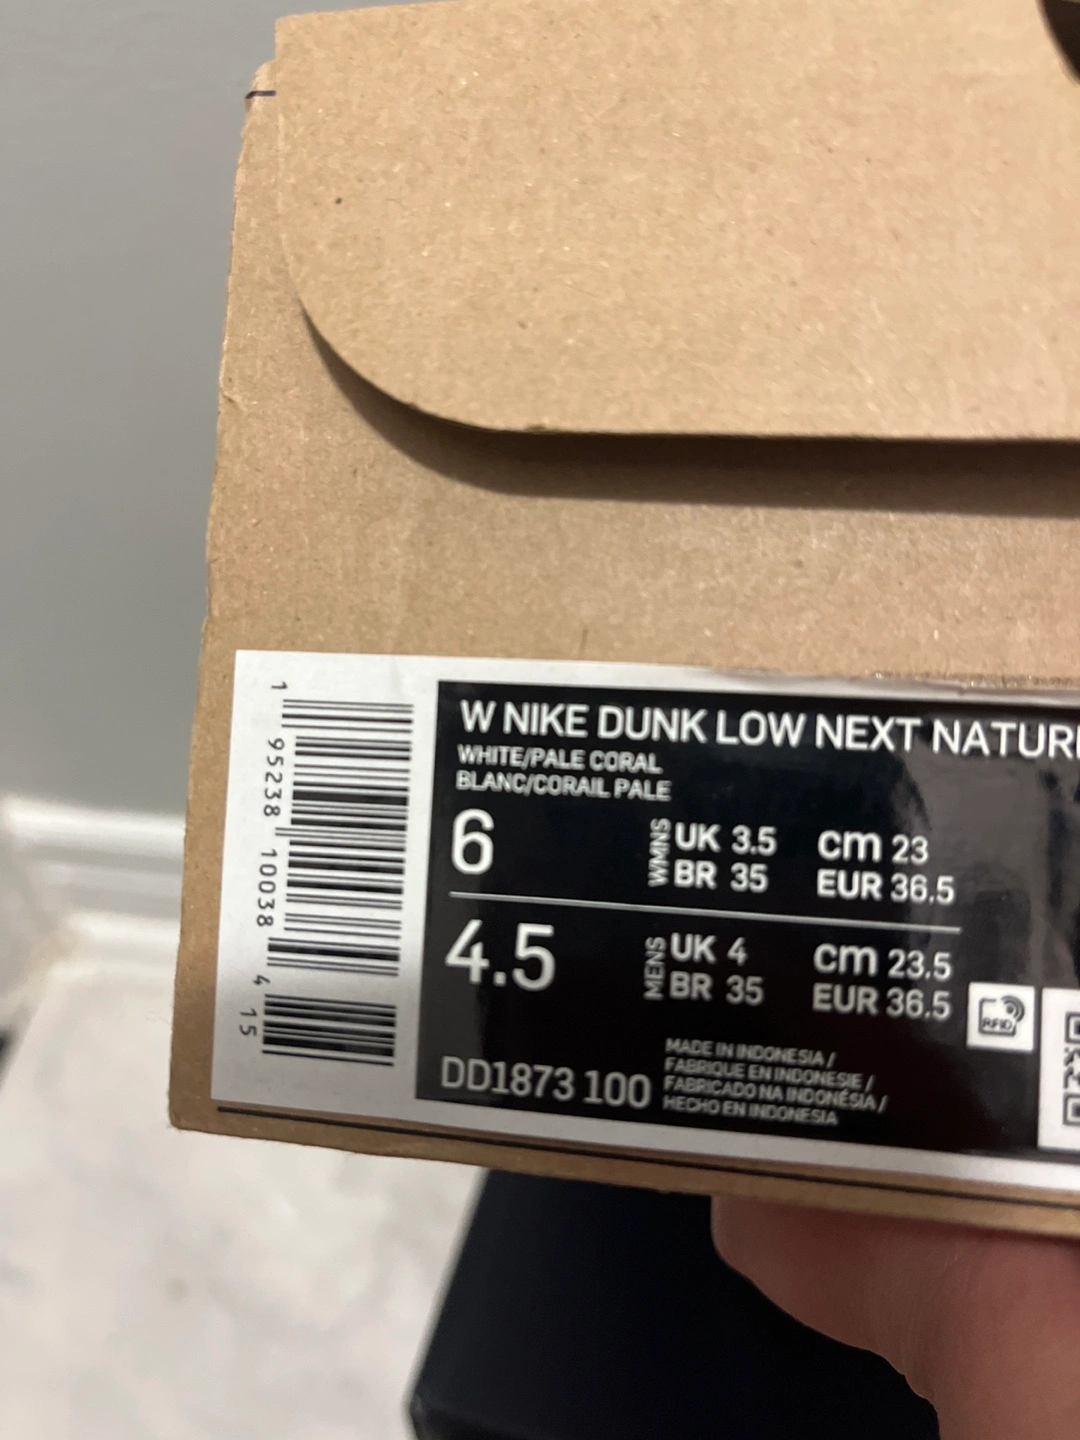 W NIKE DUNK LOW NEXT NATURE
WHITE/PALE CORAL
BLANC/CORAIL PALE
6
WMNS
UK 3.5
cm 23
BR 35
EUR 36.5
4.5
MENS
UK 4
cm 23.5
BR 35
EUR 36.5
RFID
DD1873 100
MADE IN INDONESIA /
FABRIQUE EN INDONESIE /
FABRICADO NA INDONÉSIA /
HECHO EN INDONESIA
1 95238 10038 4 15